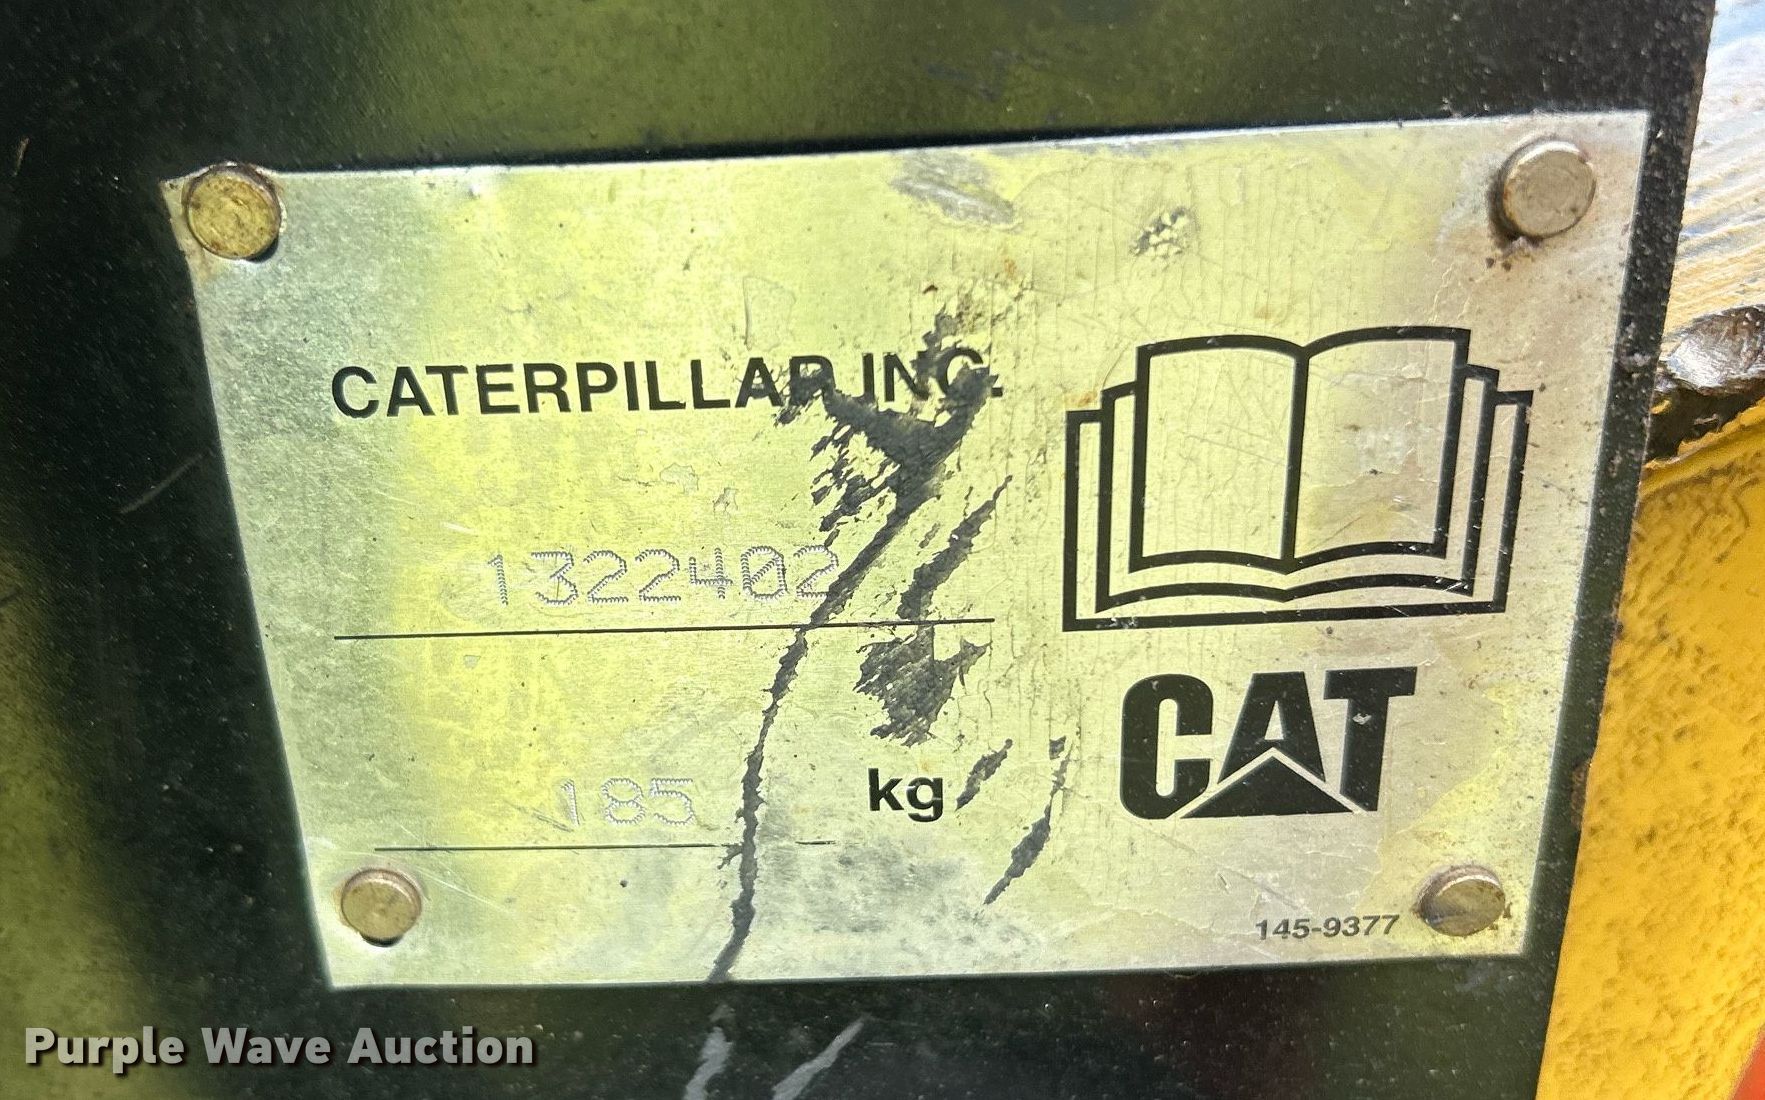 CATERPILLAR INC.
1322402
185 kg
CAT
145-9377
Purple Wave Auction